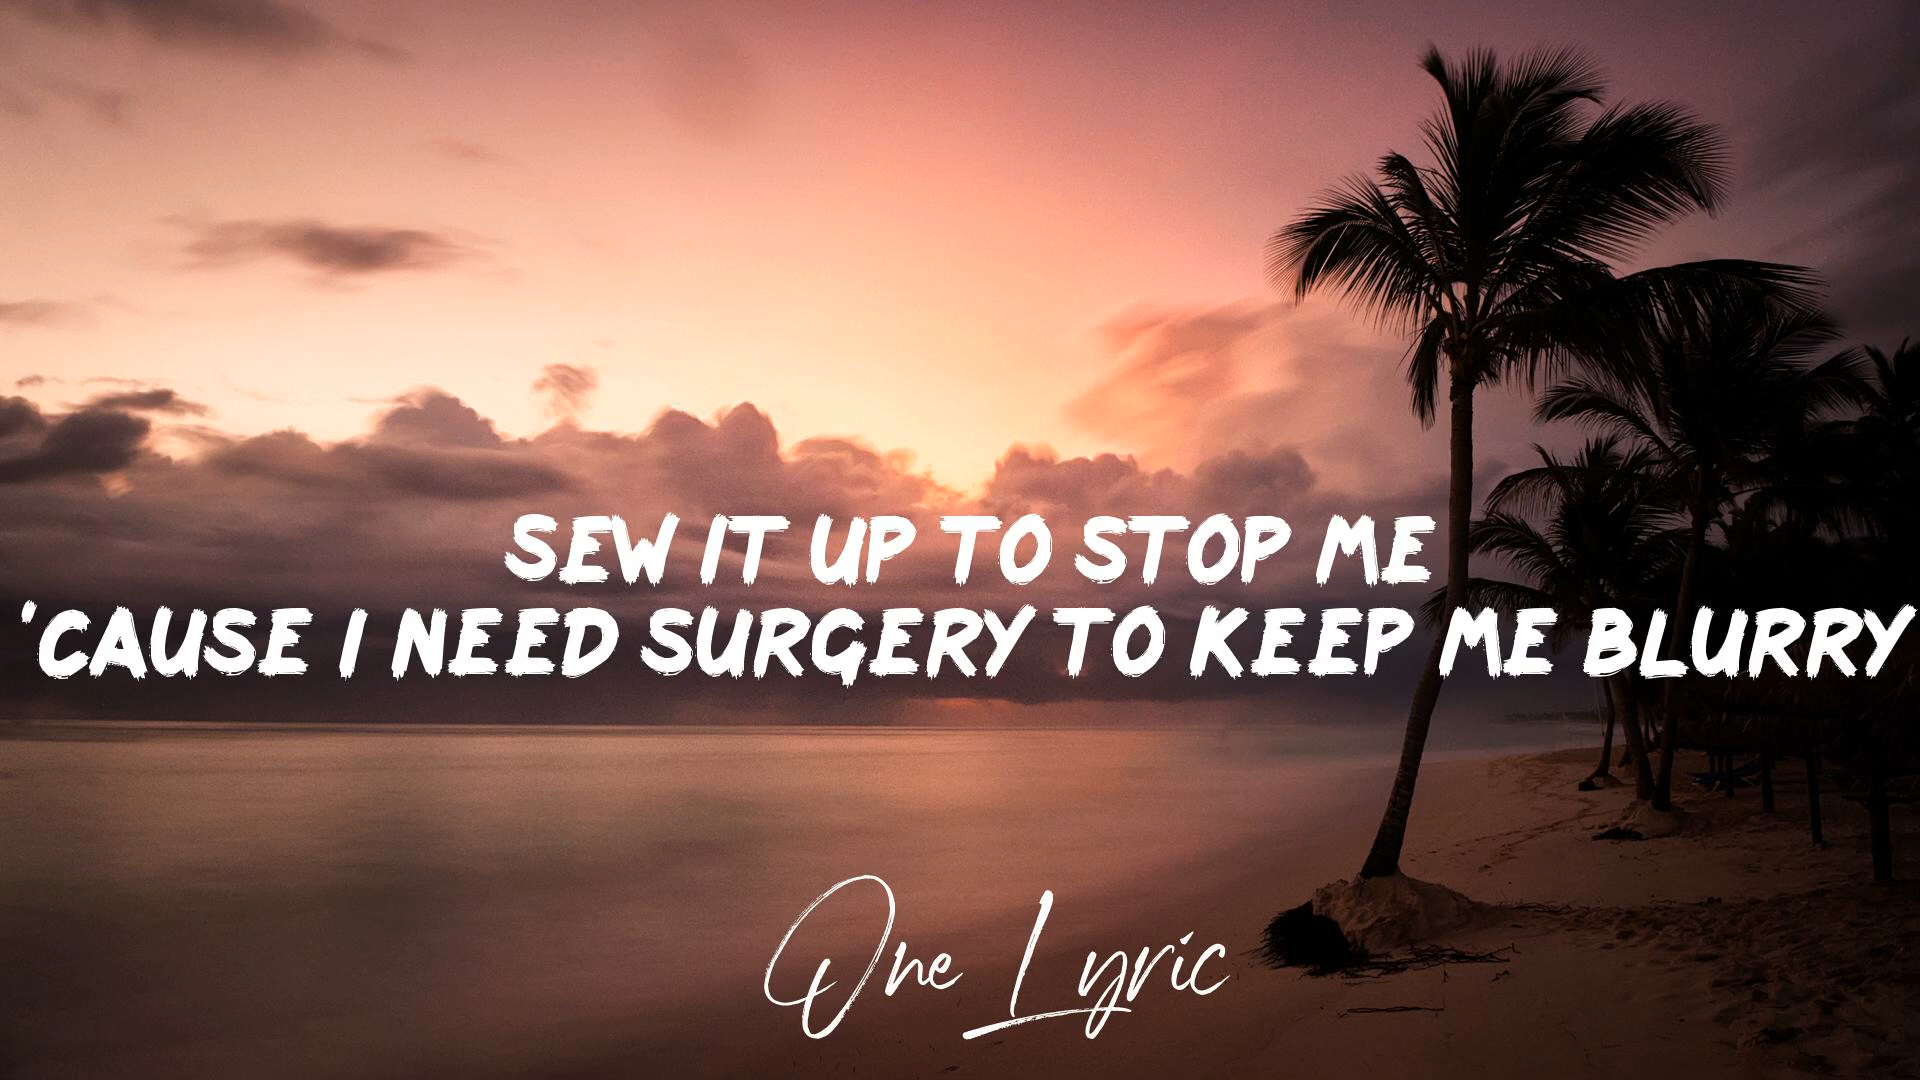 SEW IT UP TO STOP ME
'CAUSE I NEED SURGERY TO KEEP ME BLURRY
One Lyric